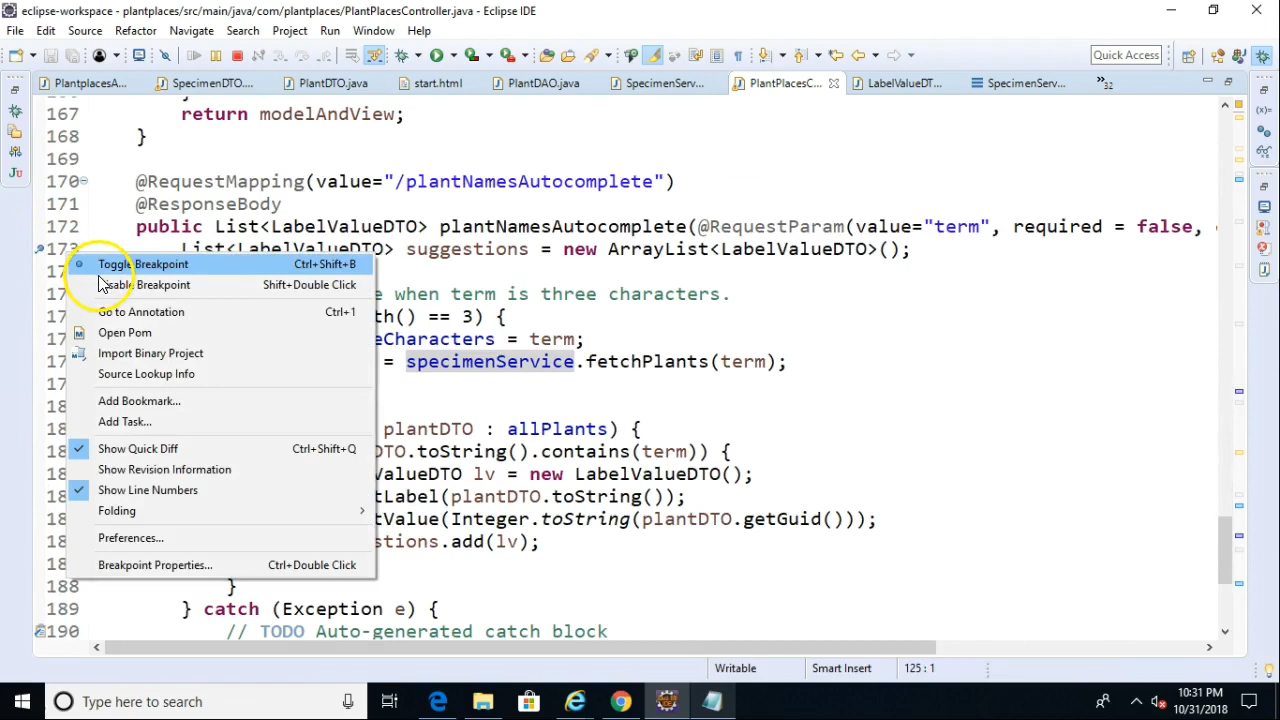 eclipse-workspace - plantplaces/src/main/java/com/plantplaces/PlantPlacesController.java - Eclipse IDE
File Edit Source Refactor Navigate Search Project Run Window Help
Quick Access
PlantplacesA... SpecimenDTO.... PlantDTO.java start.html PlantDAO.java SpecimenServ... PlantPlacesC... LabelValueDT... SpecimenServ... »32
167 return modelAndView;
168 }
169
170 @RequestMapping(value="/plantNamesAutocomplete")
171 @ResponseBody
172 public List<LabelValueDTO> plantNamesAutocomplete(@RequestParam(value="term", required = false,
173 List<LabelValueDTO> suggestions = new ArrayList<LabelValueDTO>();
Toggle Breakpoint Ctrl+Shift+B
Breakpoint Shift+Double Click
when term is three characters.
Go to Annotation Ctrl+1
== 3) {
Open Pom
Characters = term;
Import Binary Project
= specimenService.fetchPlants(term);
Source Lookup Info
Add Bookmark...
Add Task...
plantDTO : allPlants) {
Show Quick Diff Ctrl+Shift+Q
.toString().contains(term)) {
Show Revision Information
lv = new LabelValueDTO();
Show Line Numbers
(plantDTO.toString());
Folding
(Integer.toString(plantDTO.getGuid()));
Preferences...
.add(lv);
Breakpoint Properties... Ctrl+Double Click
188 }
189 } catch (Exception e) {
190 // TODO Auto-generated catch block
Writable Smart Insert 125 : 1
Type here to search
10:31 PM
10/31/2018